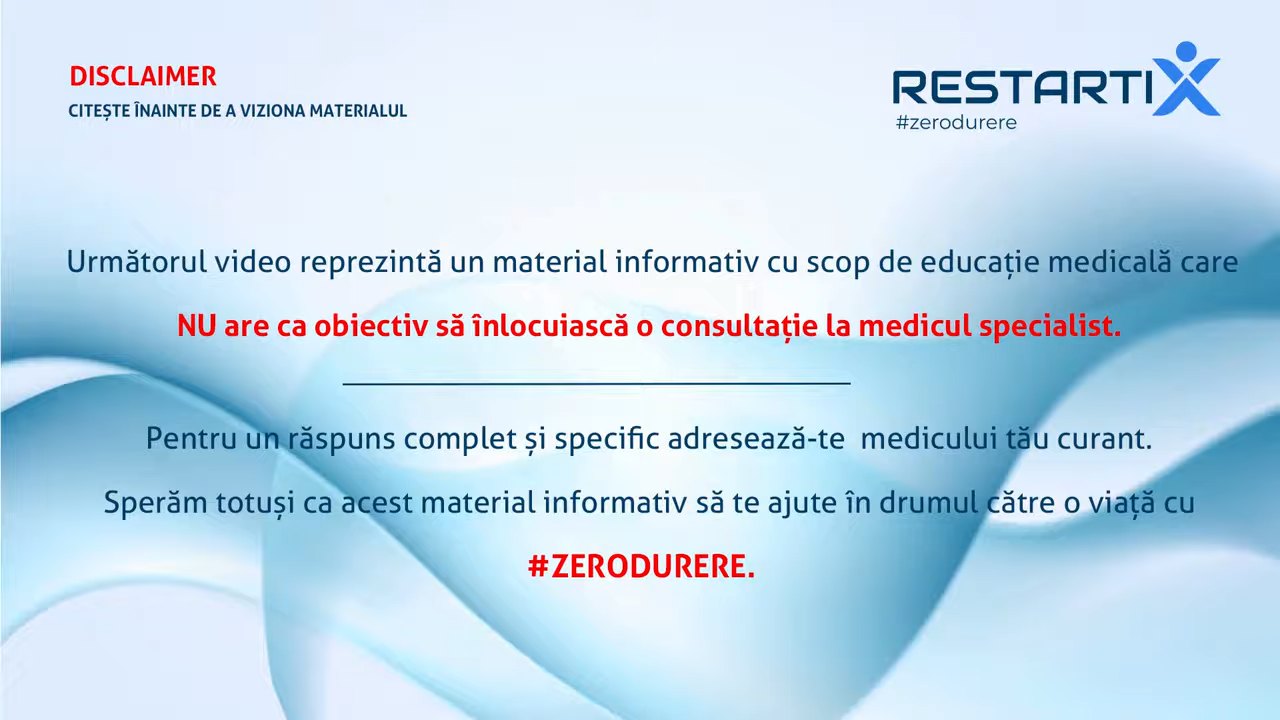 DISCLAIMER
CITEȘTE ÎNAINTE DE A VIZIONA MATERIALUL
RESTARTIX
#zerodurere
Următorul video reprezintă un material informativ cu scop de educație medicală care
NU are ca obiectiv să înlocuiască o consultație la medicul specialist.
Pentru un răspuns complet și specific adresează-te medicului tău curant.
Sperăm totuși ca acest material informativ să te ajute în drumul către o viață cu
#ZERODURERE.